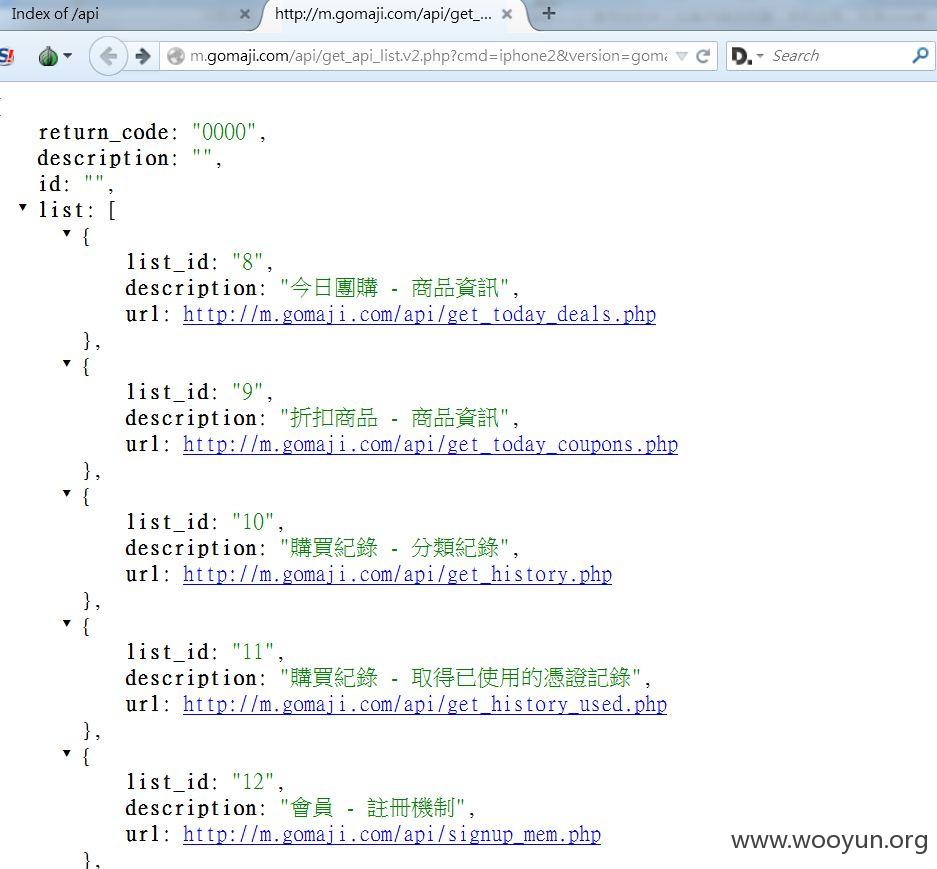 Index of /api
http://m.gomaji.com/api/get_...
m.gomaji.com/api/get_api_list.v2.php?cmd=iphone2&version=goma
D. Search
return_code: "0000",
description: "",
id: "",
list: [
{
list_id: "8",
description: "今日團購 - 商品資訊",
url: http://m.gomaji.com/api/get_today_deals.php
},
{
list_id: "9",
description: "折扣商品 - 商品資訊",
url: http://m.gomaji.com/api/get_today_coupons.php
},
{
list_id: "10",
description: "購買紀錄 - 分類紀錄",
url: http://m.gomaji.com/api/get_history.php
},
{
list_id: "11",
description: "購買紀錄 - 取得已使用的憑證記錄",
url: http://m.gomaji.com/api/get_history_used.php
},
{
list_id: "12",
description: "會員 - 註冊機制",
url: http://m.gomaji.com/api/signup_mem.php
},
www.wooyun.org